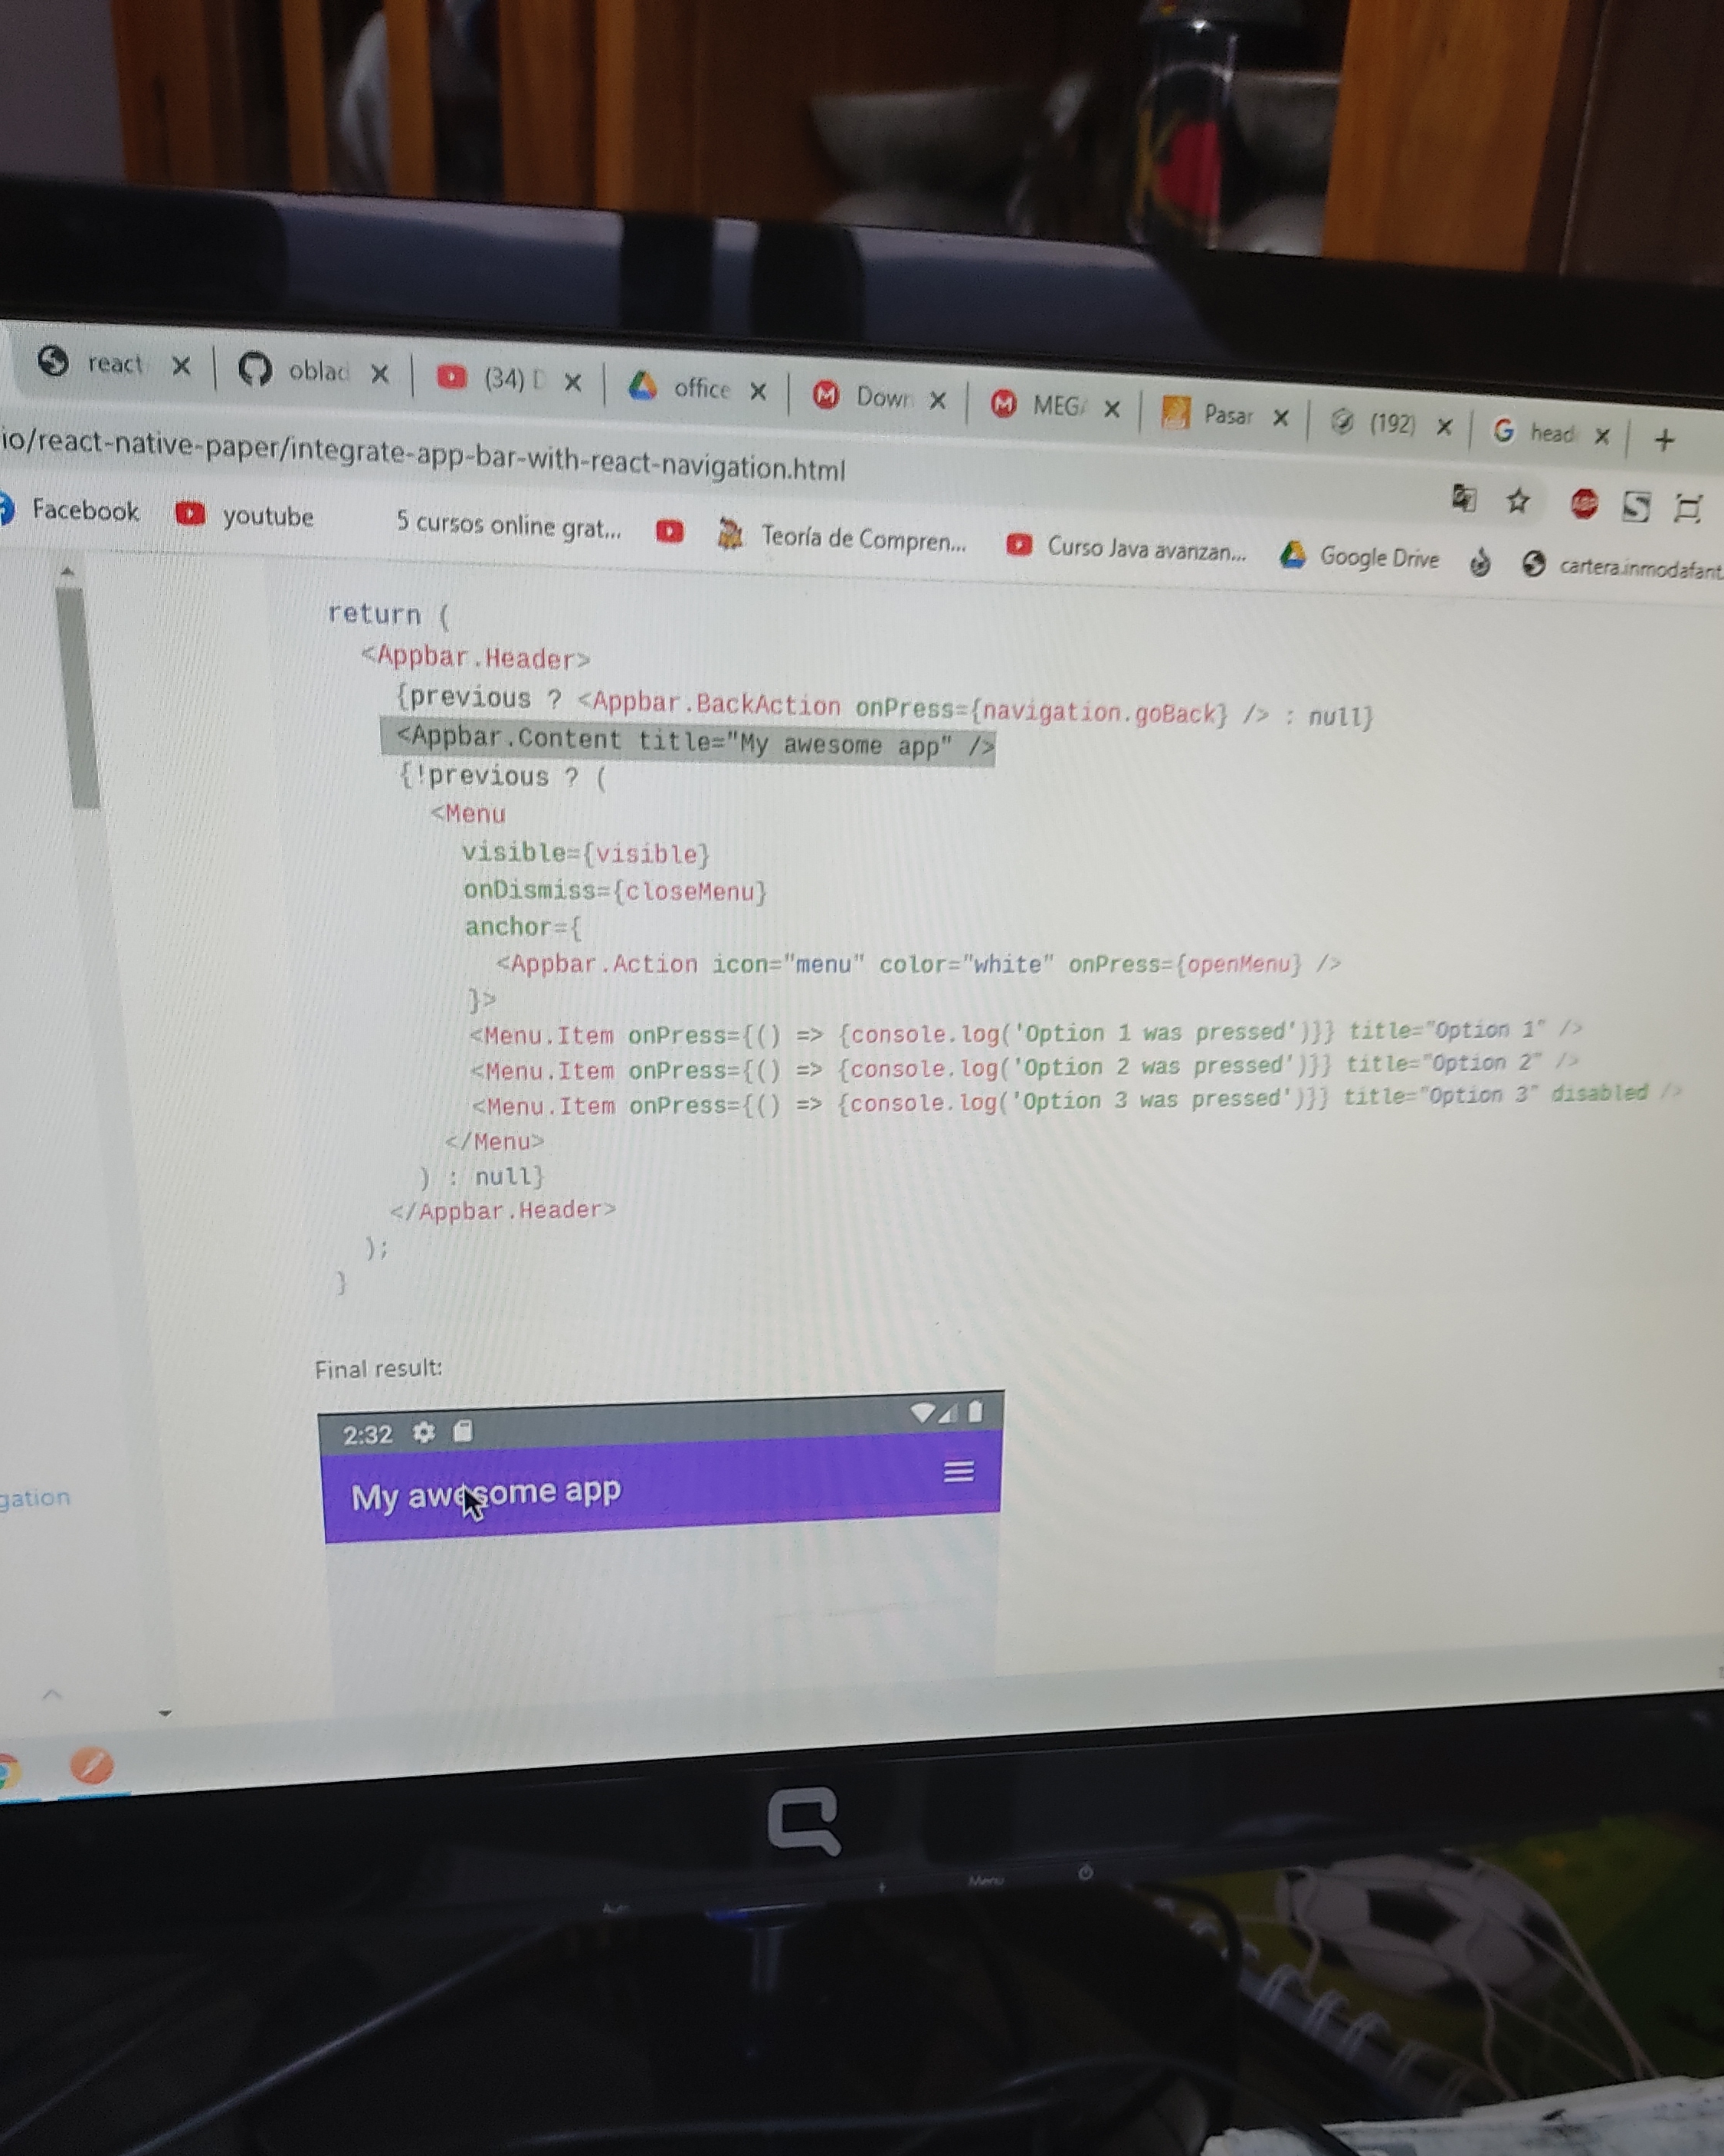 react
oblad
(34) D
office
Down
MEGA
Pasar
(192)
head
io/react-native-paper/integrate-app-bar-with-react-navigation.html
Facebook
youtube
5 cursos online grat...
Teoría de Compren...
Curso Java avanzan...
Google Drive
cartera.inmodafant
return (
<Appbar.Header>
{previous ? <Appbar.BackAction onPress={navigation.goBack} /> : null}
<Appbar.Content title="My awesome app" />
{!previous ? (
<Menu
visible={visible}
onDismiss={closeMenu}
anchor={
<Appbar.Action icon="menu" color="white" onPress={openMenu} />
}>
<Menu.Item onPress={() => {console.log('Option 1 was pressed')}} title="Option 1" />
<Menu.Item onPress={() => {console.log('Option 2 was pressed')}} title="Option 2" />
<Menu.Item onPress={() => {console.log('Option 3 was pressed')}} title="Option 3" disabled />
</Menu>
) : null}
</Appbar.Header>
);
}
Final result:
2:32
My awesome app
gation
Auto
Menu